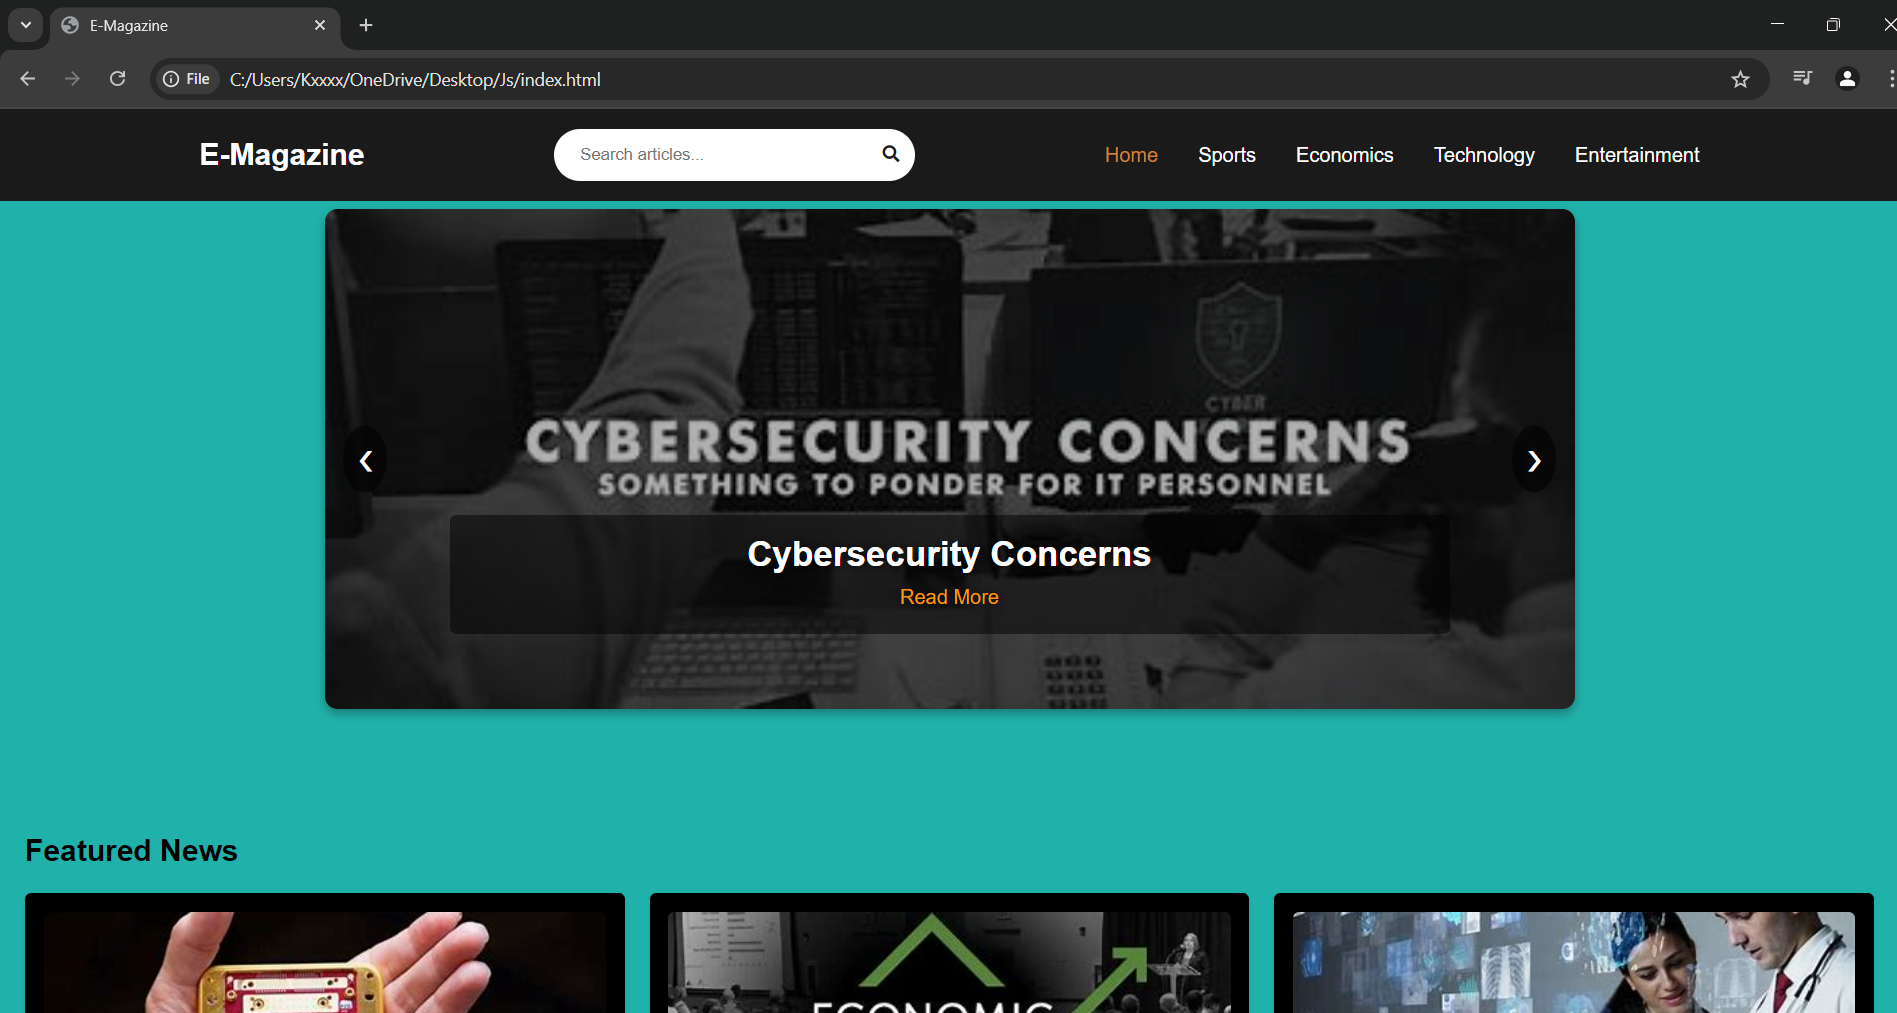 E-Magazine
File C:/Users/Kxxxx/OneDrive/Desktop/Js/index.html
E-Magazine
Search articles...
Home Sports Economics Technology Entertainment
CYBER
CYBERSECURITY CONCERNS
SOMETHING TO PONDER FOR IT PERSONNEL
❮
❯
Cybersecurity Concerns
Read More
Featured News
ECONOMIC